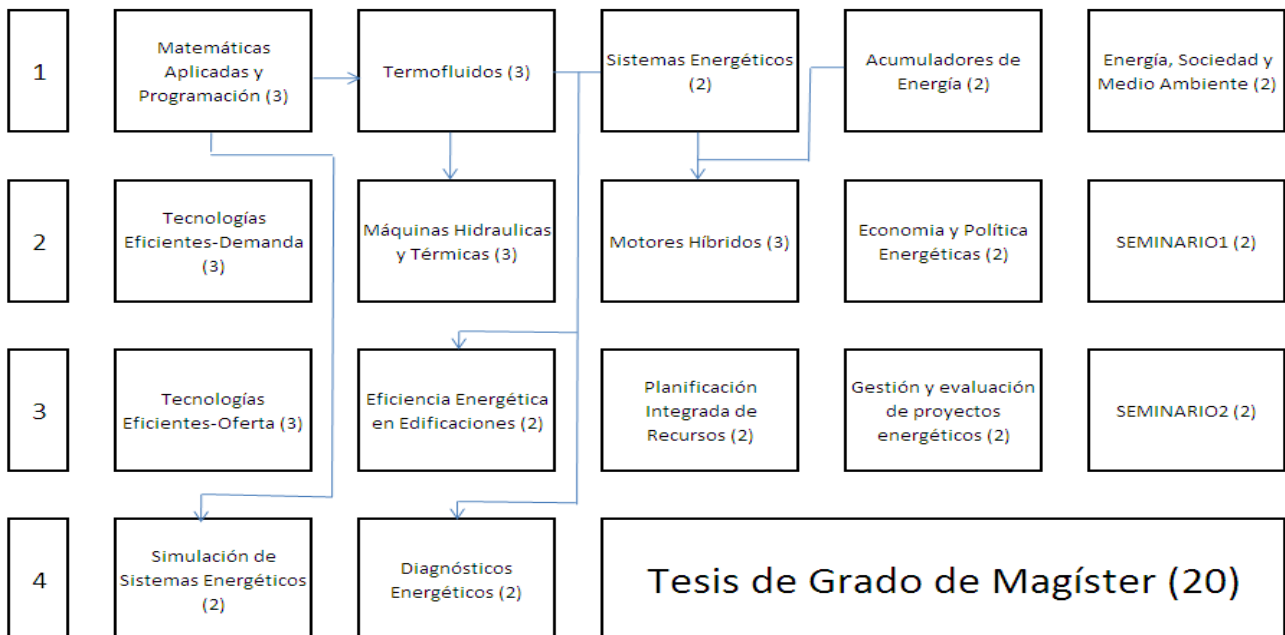 1
Matemáticas
Aplicadas y
Programación (3)
Termofluidos (3)
Sistemas Energéticos
(2)
Acumuladores de
Energía (2)
Energía, Sociedad y
Medio Ambiente (2)
2
Tecnologías
Eficientes-Demanda
(3)
Máquinas Hidraulicas
y Térmicas (3)
Motores Híbridos (3)
Economia y Política
Energéticas (2)
SEMINARIO1 (2)
3
Tecnologías
Eficientes-Oferta (3)
Eficiencia Energética
en Edificaciones (2)
Planificación
Integrada de
Recursos (2)
Gestión y evaluación
de proyectos
energéticos (2)
SEMINARIO2 (2)
4
Simulación de
Sistemas Energéticos
(2)
Diagnósticos
Energéticos (2)
Tesis de Grado de Magíster (20)